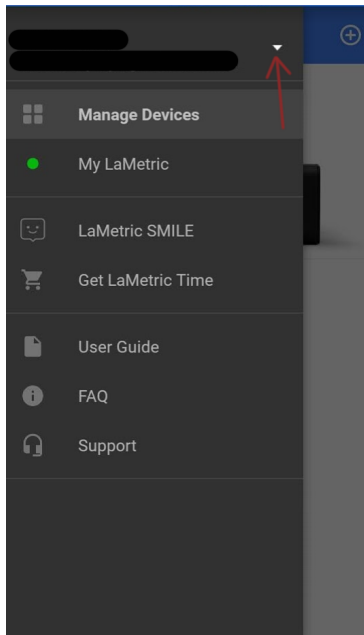 Manage Devices
My LaMetric
LaMetric SMILE
Get LaMetric Time
User Guide
FAQ
Support